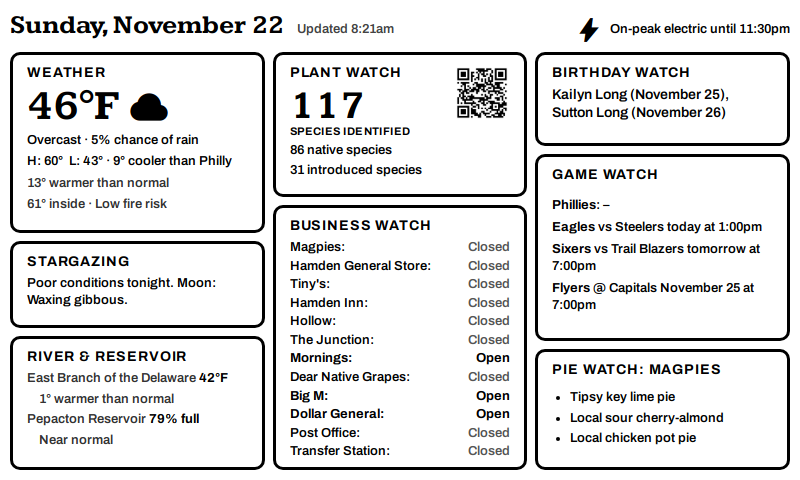 Sunday, November 22
Updated 8:21am
On-peak electric until 11:30pm
WEATHER
46°F
Overcast · 5% chance of rain
H: 60° L: 43° · 9° cooler than Philly
13° warmer than normal
61° inside · Low fire risk
STARGAZING
Poor conditions tonight. Moon:
Waxing gibbous.
RIVER & RESERVOIR
East Branch of the Delaware 42°F
1° warmer than normal
Pepacton Reservoir 79% full
Near normal
PLANT WATCH
117
SPECIES IDENTIFIED
86 native species
31 introduced species
BUSINESS WATCH
Magpies: Closed
Hamden General Store: Closed
Tiny's: Closed
Hamden Inn: Closed
Hollow: Closed
The Junction: Closed
Mornings: Open
Dear Native Grapes: Closed
Big M: Open
Dollar General: Open
Post Office: Closed
Transfer Station: Closed
BIRTHDAY WATCH
Kailyn Long (November 25),
Sutton Long (November 26)
GAME WATCH
Phillies: –
Eagles vs Steelers today at 1:00pm
Sixers vs Trail Blazers tomorrow at
7:00pm
Flyers @ Capitals November 25 at
7:00pm
PIE WATCH: MAGPIES
• Tipsy key lime pie
• Local sour cherry-almond
• Local chicken pot pie